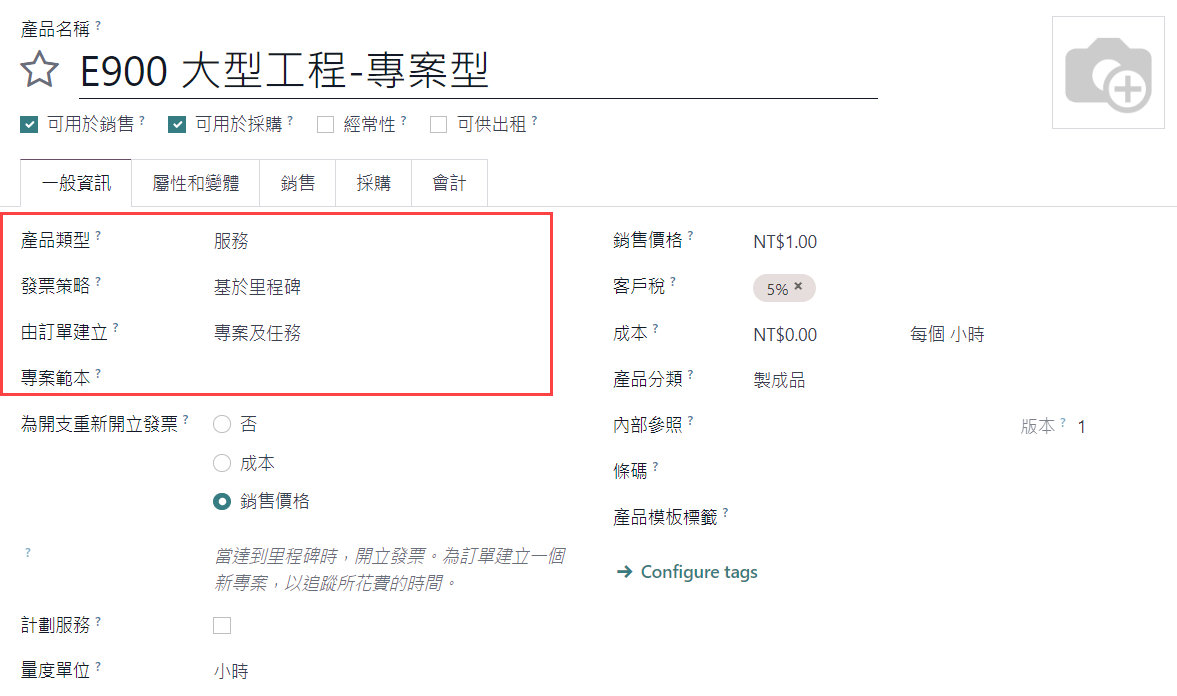 產品名稱 ?
E900 大型工程-專案型
可用於銷售 ? 可用於採購 ? 經常性 ? 可供出租 ?
一般資訊 屬性和變體 銷售 採購 會計
產品類型 ? 服務
發票策略 ? 基於里程碑
由訂單建立 ? 專案及任務
專案範本 ?
為開支重新開立發票 ? 否
成本
銷售價格
? 當達到里程碑時，開立發票。為訂單建立一個
新專案，以追蹤所花費的時間。
計劃服務 ?
量度單位 ? 小時
銷售價格 ? NT$1.00
客戶稅 ? 5% ×
成本 ? NT$0.00 每個 小時
產品分類 ? 製成品
內部參照 ? 版本 ? 1
條碼 ?
產品模板標籤 ?
→ Configure tags